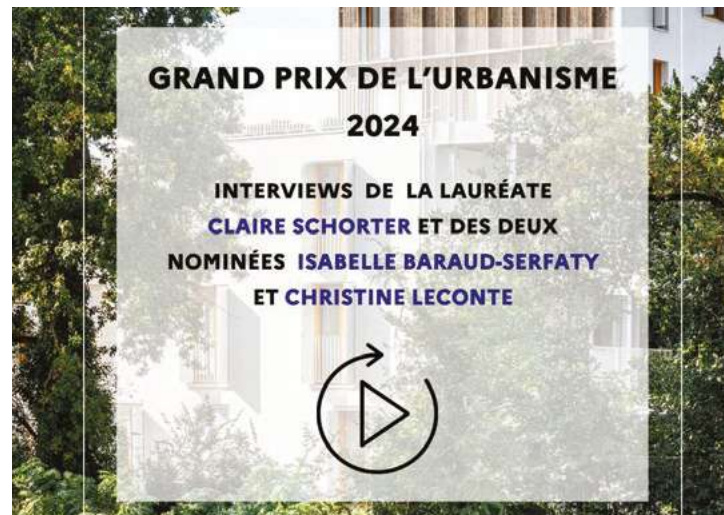 GRAND PRIX DE L'URBANISME
2024
INTERVIEWS DE LA LAURÉATE
CLAIRE SCHORTER ET DES DEUX
NOMINÉES ISABELLE BARAUD-SERFATY
ET CHRISTINE LECONTE